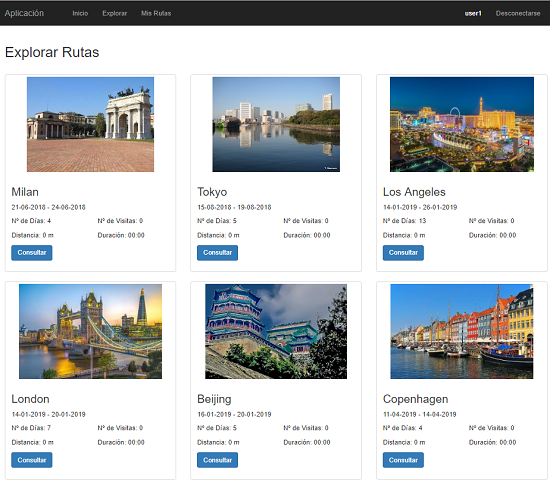 Aplicación Inicio Explorar Mis Rutas user1 Desconectarse
Explorar Rutas
Milan
21-06-2018 - 24-06-2018
Nº de Días: 4 Nº de Visitas: 0
Distancia: 0 m Duración: 00:00
Consultar
Tokyo
15-08-2018 - 19-08-2018
Nº de Días: 5 Nº de Visitas: 0
Distancia: 0 m Duración: 00:00
Consultar
Los Angeles
14-01-2019 - 26-01-2019
Nº de Días: 13 Nº de Visitas: 0
Distancia: 0 m Duración: 00:00
Consultar
London
14-01-2019 - 20-01-2019
Nº de Días: 7 Nº de Visitas: 0
Distancia: 0 m Duración: 00:00
Consultar
Beijing
16-01-2019 - 20-01-2019
Nº de Días: 5 Nº de Visitas: 0
Distancia: 0 m Duración: 00:00
Consultar
Copenhagen
11-04-2019 - 14-04-2019
Nº de Días: 4 Nº de Visitas: 0
Distancia: 0 m Duración: 00:00
Consultar